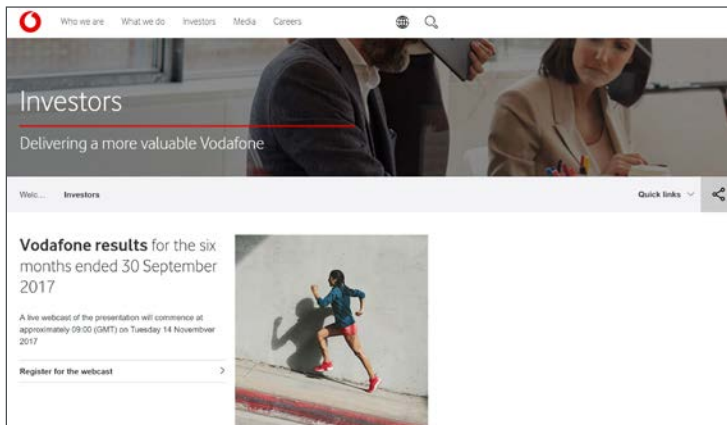 Who we are What we do Investors Media Careers
Investors
Delivering a more valuable Vodafone
Welc... Investors Quick links
Vodafone results for the six
months ended 30 September
2017
A live webcast of the presentation will commence at
approximately 09:00 (GMT) on Tuesday 14 Novembver
2017
Register for the webcast